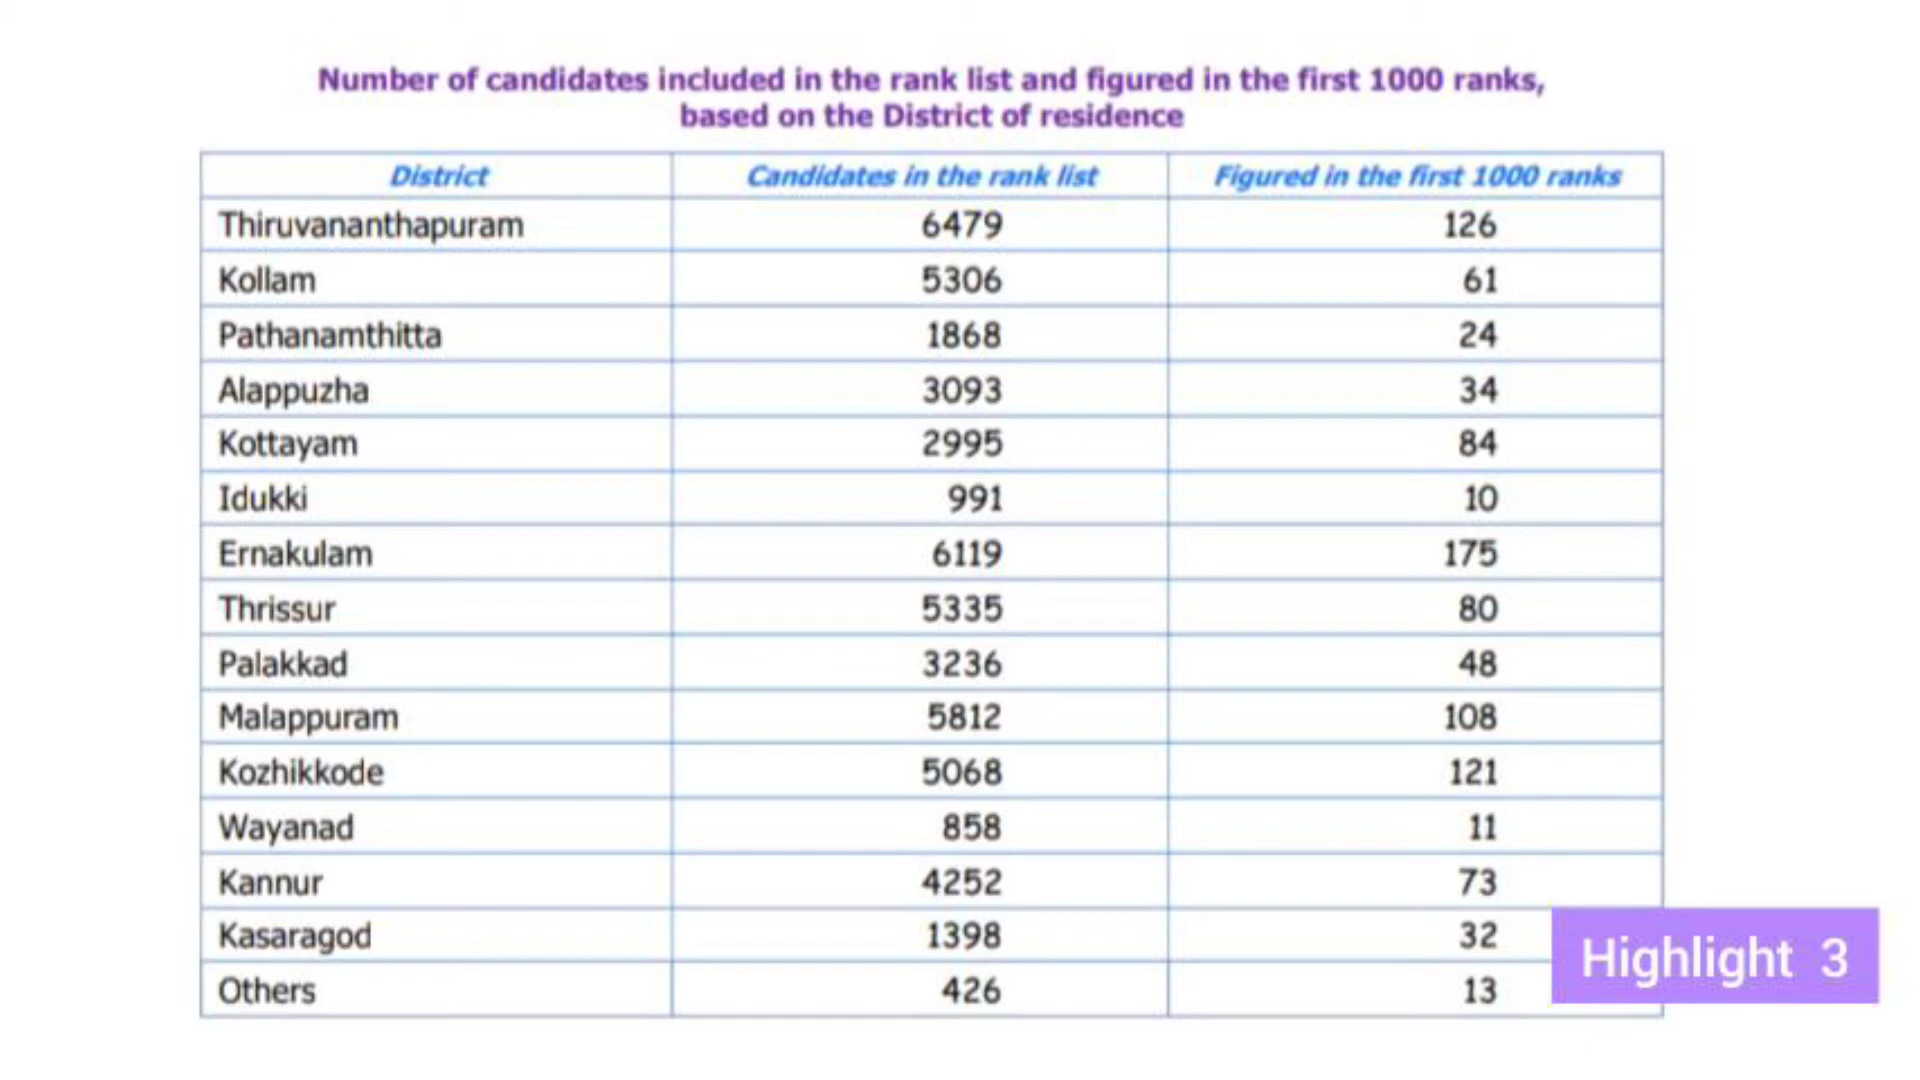 Number of candidates included in the rank list and figured in the first 1000 ranks,
based on the District of residence
District Candidates in the rank list Figured in the first 1000 ranks
Thiruvananthapuram 6479 126
Kollam 5306 61
Pathanamthitta 1868 24
Alappuzha 3093 34
Kottayam 2995 84
Idukki 991 10
Ernakulam 6119 175
Thrissur 5335 80
Palakkad 3236 48
Malappuram 5812 108
Kozhikkode 5068 121
Wayanad 858 11
Kannur 4252 73
Kasaragod 1398 32
Others 426 13
Highlight 3